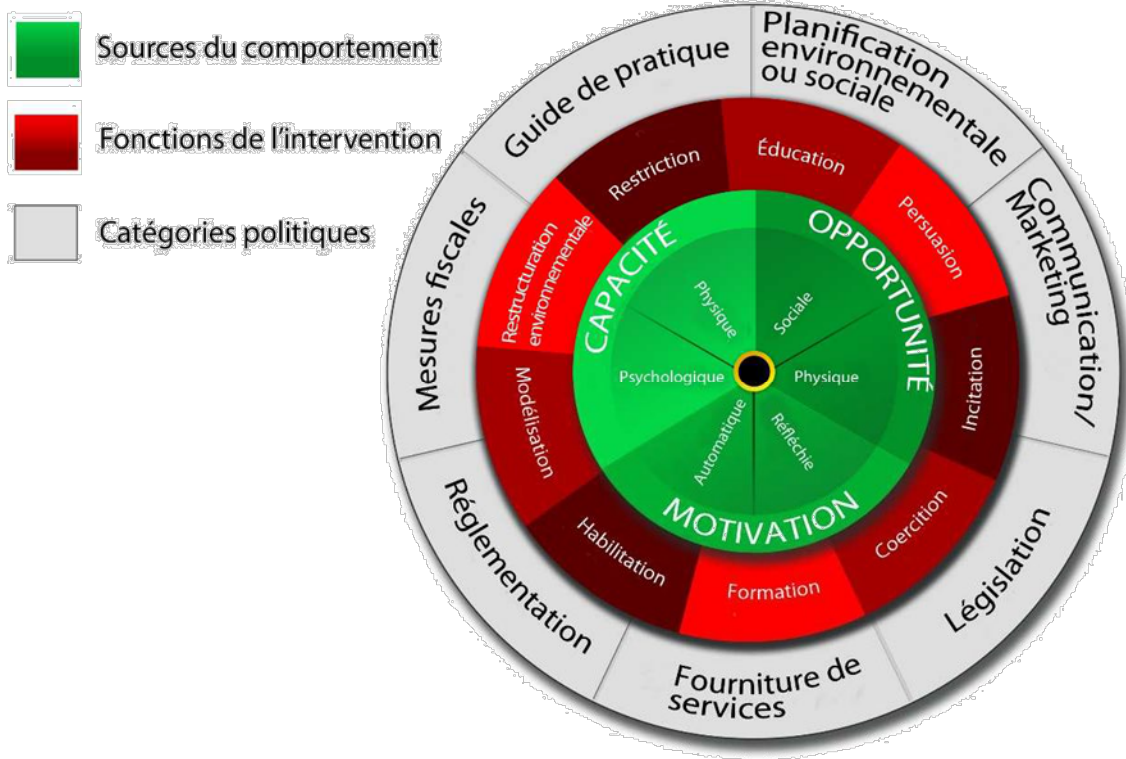 Sources du comportement
Fonctions de l'intervention
Catégories politiques
Guide de pratique
Planification
environnementale
ou sociale
Communication/
Marketing
Législation
Fourniture de
services
Réglementation
Mesures fiscales
Restriction
Éducation
Persuasion
Incitation
Coercition
Formation
Habilitation
Modélisation
Restructuration
environnementale
CAPACITÉ
OPPORTUNITÉ
MOTIVATION
Physique
Sociale
Psychologique
Physique
Automatique
Réfléchie